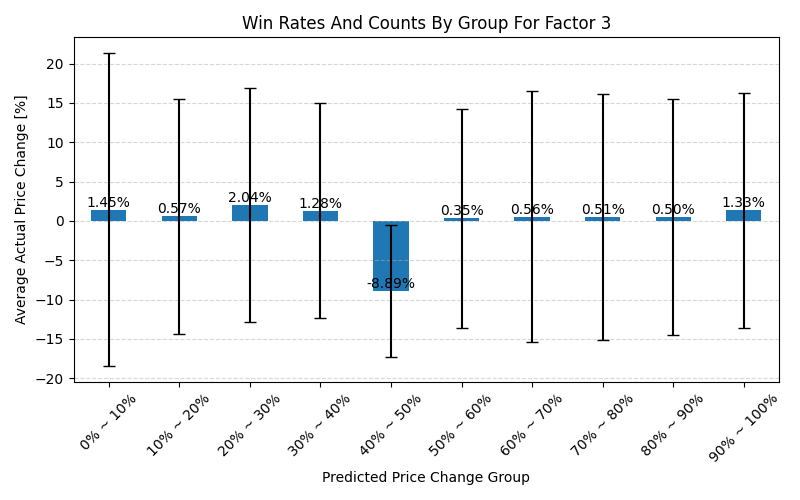 Win Rates And Counts By Group For Factor 3
Average Actual Price Change [%]
20
15
10
5
0
−5
−10
−15
−20
1.45%
0.57%
2.04%
1.28%
-8.89%
0.35%
0.56%
0.51%
0.50%
1.33%
0% ~ 10%
10% ~ 20%
20% ~ 30%
30% ~ 40%
40% ~ 50%
50% ~ 60%
60% ~ 70%
70% ~ 80%
80% ~ 90%
90% ~ 100%
Predicted Price Change Group